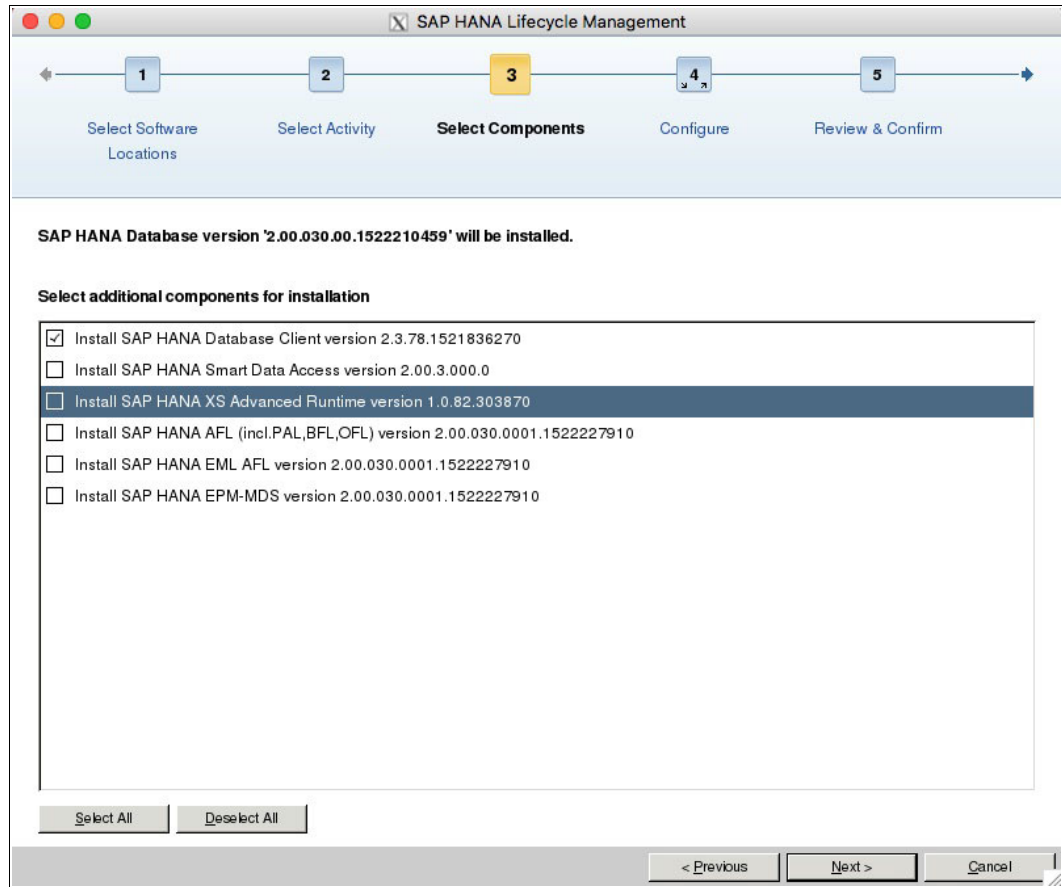 X SAP HANA Lifecycle Management
1 2 3 4 5
Select Software Locations Select Activity Select Components Configure Review & Confirm
SAP HANA Database version '2.00.030.00.1522210459' will be installed.
Select additional components for installation
Install SAP HANA Database Client version 2.3.78.1521836270
Install SAP HANA Smart Data Access version 2.00.3.000.0
Install SAP HANA XS Advanced Runtime version 1.0.82.303870
Install SAP HANA AFL (incl.PAL,BFL,OFL) version 2.00.030.0001.1522227910
Install SAP HANA EML AFL version 2.00.030.0001.1522227910
Install SAP HANA EPM-MDS version 2.00.030.0001.1522227910
Select All Deselect All
< Previous Next > Cancel